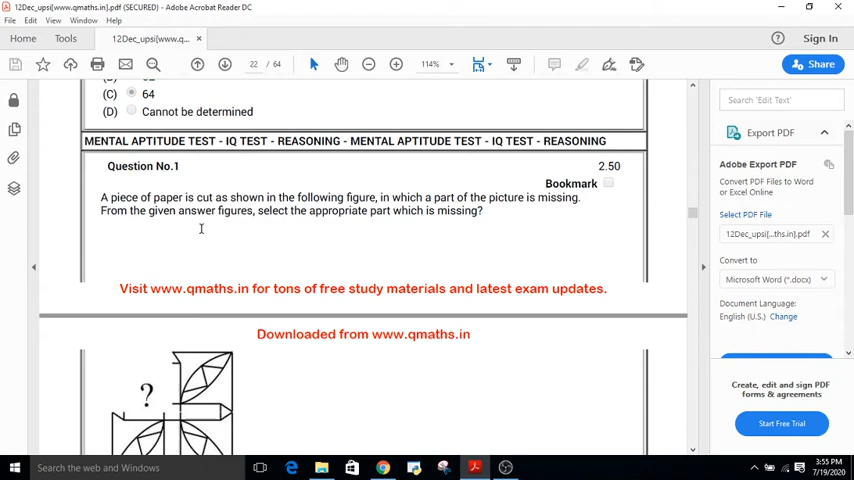 12Dec_upsi[www.qmaths.in].pdf (SECURED) - Adobe Acrobat Reader DC
File Edit View Window Help
Home Tools 12Dec_upsi[www.q... × Sign In
22 / 64 114% Share
(C) 64
(D) Cannot be determined
MENTAL APTITUDE TEST - IQ TEST - REASONING - MENTAL APTITUDE TEST - IQ TEST - REASONING
Question No.1 2.50
Bookmark
A piece of paper is cut as shown in the following figure, in which a part of the picture is missing.
From the given answer figures, select the appropriate part which is missing?
Visit www.qmaths.in for tons of free study materials and latest exam updates.
Downloaded from www.qmaths.in
?
Search 'Edit Text'
Export PDF
Adobe Export PDF
Convert PDF Files to Word
or Excel Online
Select PDF File
12Dec_upsi[...ths.in].pdf
Convert to
Microsoft Word (*.docx)
Document Language:
English (U.S.) Change
Create, edit and sign PDF
forms & agreements
Start Free Trial
Search the web and Windows
3:55 PM
7/19/2020